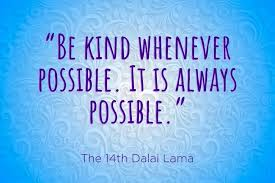 “Be kind whenever
possible. It is always
possible.”
The 14th Dalai Lama